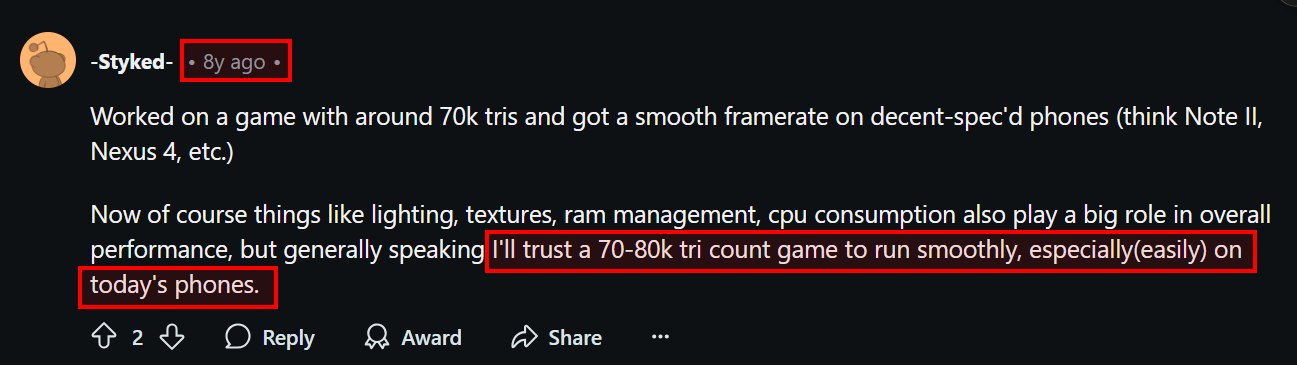 -Styked- • 8y ago •
Worked on a game with around 70k tris and got a smooth framerate on decent-spec'd phones (think Note II,
Nexus 4, etc.)
Now of course things like lighting, textures, ram management, cpu consumption also play a big role in overall
performance, but generally speaking I'll trust a 70-80k tri count game to run smoothly, especially(easily) on
today's phones.
2 Reply Award Share ...